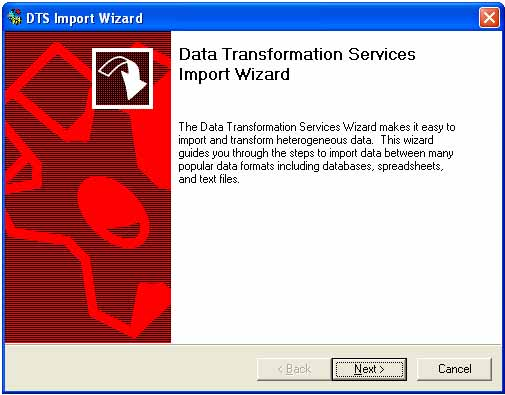 DTS Import Wizard
Data Transformation Services
Import Wizard
The Data Transformation Services Wizard makes it easy to
import and transform heterogeneous data.  This wizard
guides you through the steps to import data between many
popular data formats including databases, spreadsheets,
and text files.
< Back
Next >
Cancel